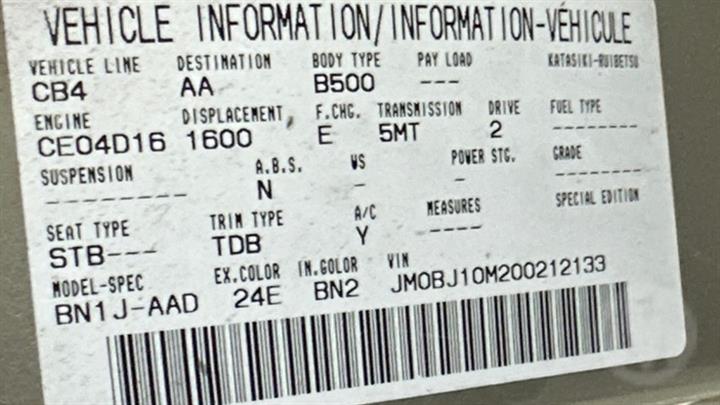 VEHICLE INFORMATION/INFORMATION-VÉHICULE
VEHICLE LINE DESTINATION BODY TYPE PAY LOAD KATASIKI-RUIBETSU
CB4 AA B500 ---
ENGINE DISPLACEMENT, F.CHG. TRANSMISSION DRIVE FUEL TYPE
CE04D16 1600 E 5MT 2 --------
SUSPENSION A.B.S. WS POWER STG. GRADE
--------- N - - --------
SEAT TYPE TRIM TYPE A/C MEASURES SPECIAL EDITION
STB--- TDB Y
MODEL-SPEC EX.COLOR IN.COLOR VIN
BN1J-AAD 24E BN2 JM0BJ10M200212133